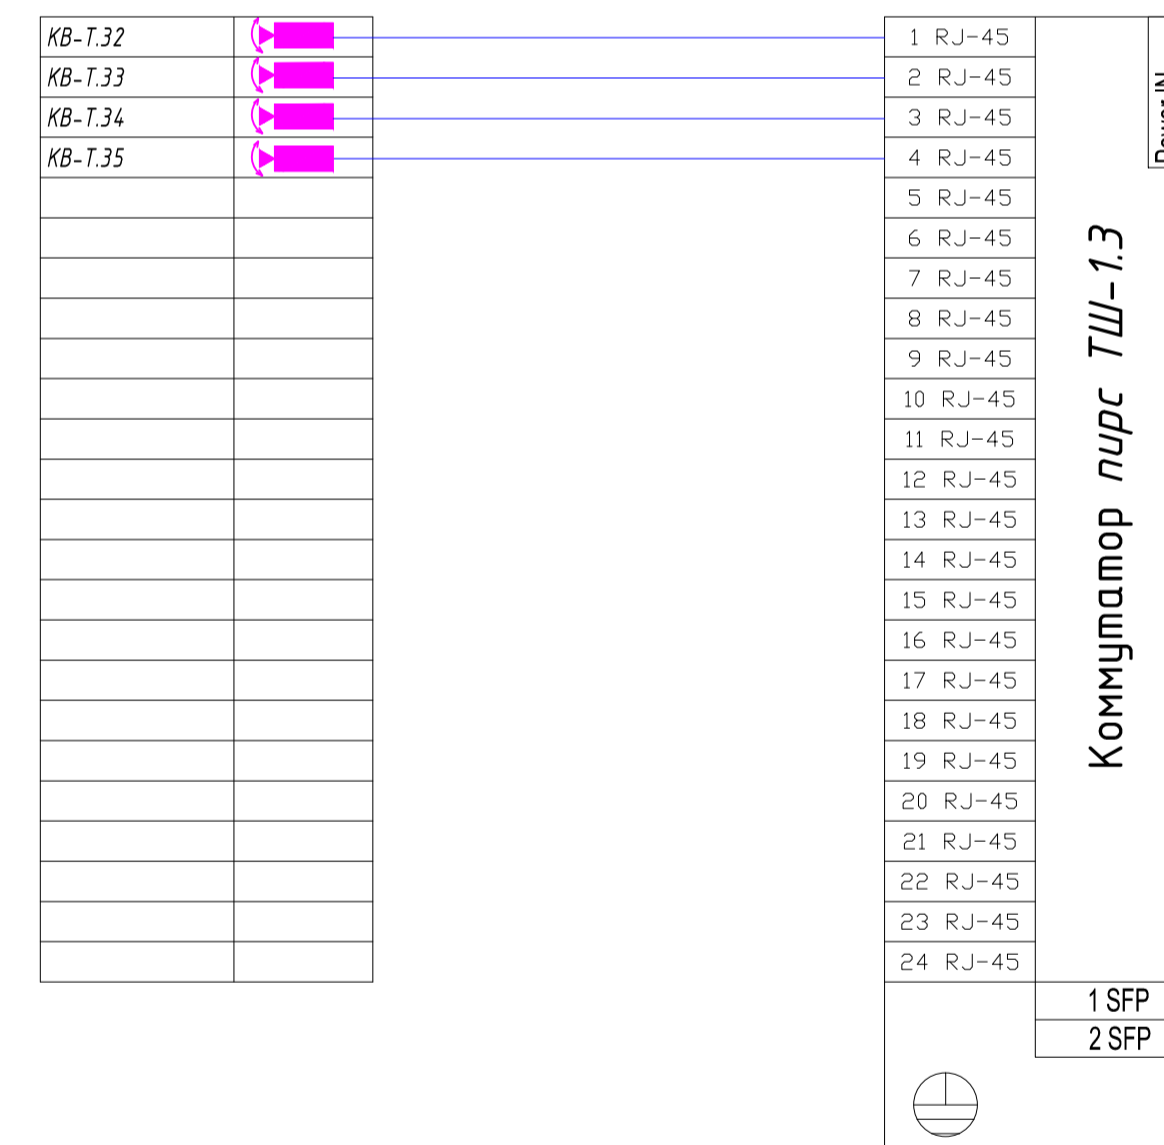 КВ-Т.32
КВ-Т.33
КВ-Т.34
КВ-Т.35
1 RJ-45
2 RJ-45
3 RJ-45
4 RJ-45
5 RJ-45
6 RJ-45
7 RJ-45
8 RJ-45
9 RJ-45
10 RJ-45
11 RJ-45
12 RJ-45
13 RJ-45
14 RJ-45
15 RJ-45
16 RJ-45
17 RJ-45
18 RJ-45
19 RJ-45
20 RJ-45
21 RJ-45
22 RJ-45
23 RJ-45
24 RJ-45
Коммутатор пирс ТШ-1.3
Power IN
1 SFP
2 SFP